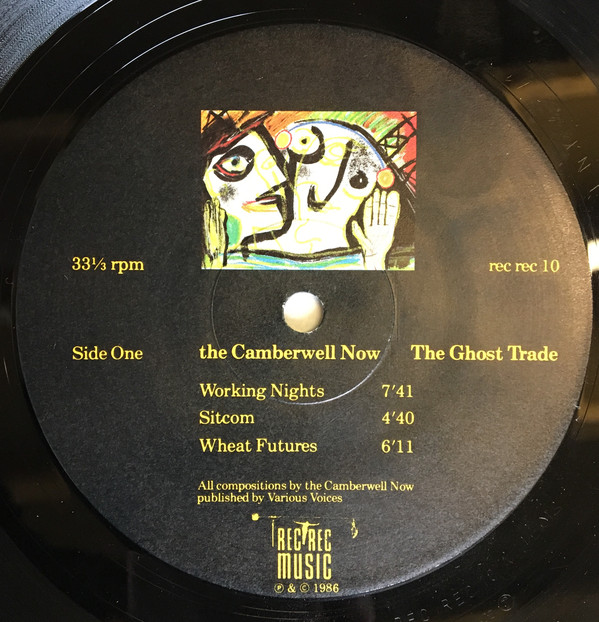 33⅓ rpm
rec rec 10
Side One the Camberwell Now The Ghost Trade
Working Nights 7'41
Sitcom 4'40
Wheat Futures 6'11
All compositions by the Camberwell Now
published by Various Voices
REC REC
MUSIC
℗ & © 1986